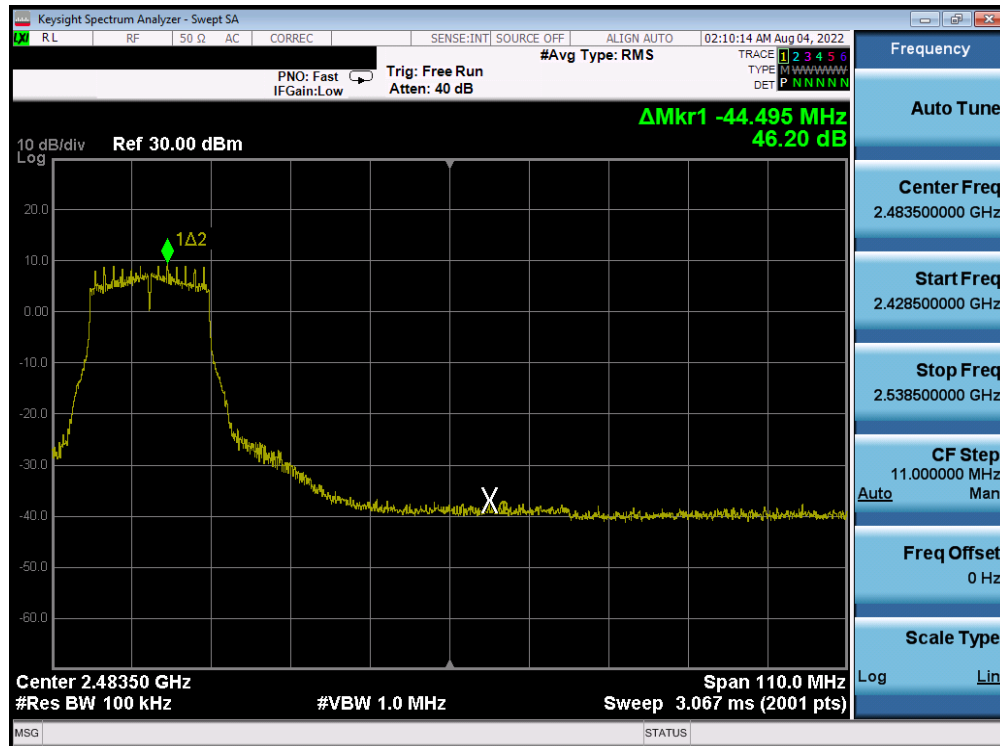 Keysight Spectrum Analyzer - Swept SA
LXI RL RF 50 Ω AC CORREC SENSE:INT SOURCE OFF ALIGN AUTO 02:10:14 AM Aug 04, 2022
#Avg Type: RMS
TRACE 1 2 3 4 5 6
TYPE M WWWWW
DET P N N N N N
PNO: Fast
IFGain:Low
Trig: Free Run
Atten: 40 dB
ΔMkr1 -44.495 MHz
46.20 dB
10 dB/div Ref 30.00 dBm
Log
20.0
10.0
0.00
-10.0
-20.0
-30.0
-40.0
-50.0
-60.0
1Δ2
X
Center 2.48350 GHz Span 110.0 MHz
#Res BW 100 kHz #VBW 1.0 MHz Sweep 3.067 ms (2001 pts)
MSG STATUS
Frequency
Auto Tune
Center Freq
2.483500000 GHz
Start Freq
2.428500000 GHz
Stop Freq
2.538500000 GHz
CF Step
11.000000 MHz
Auto Man
Freq Offset
0 Hz
Scale Type
Log Lin